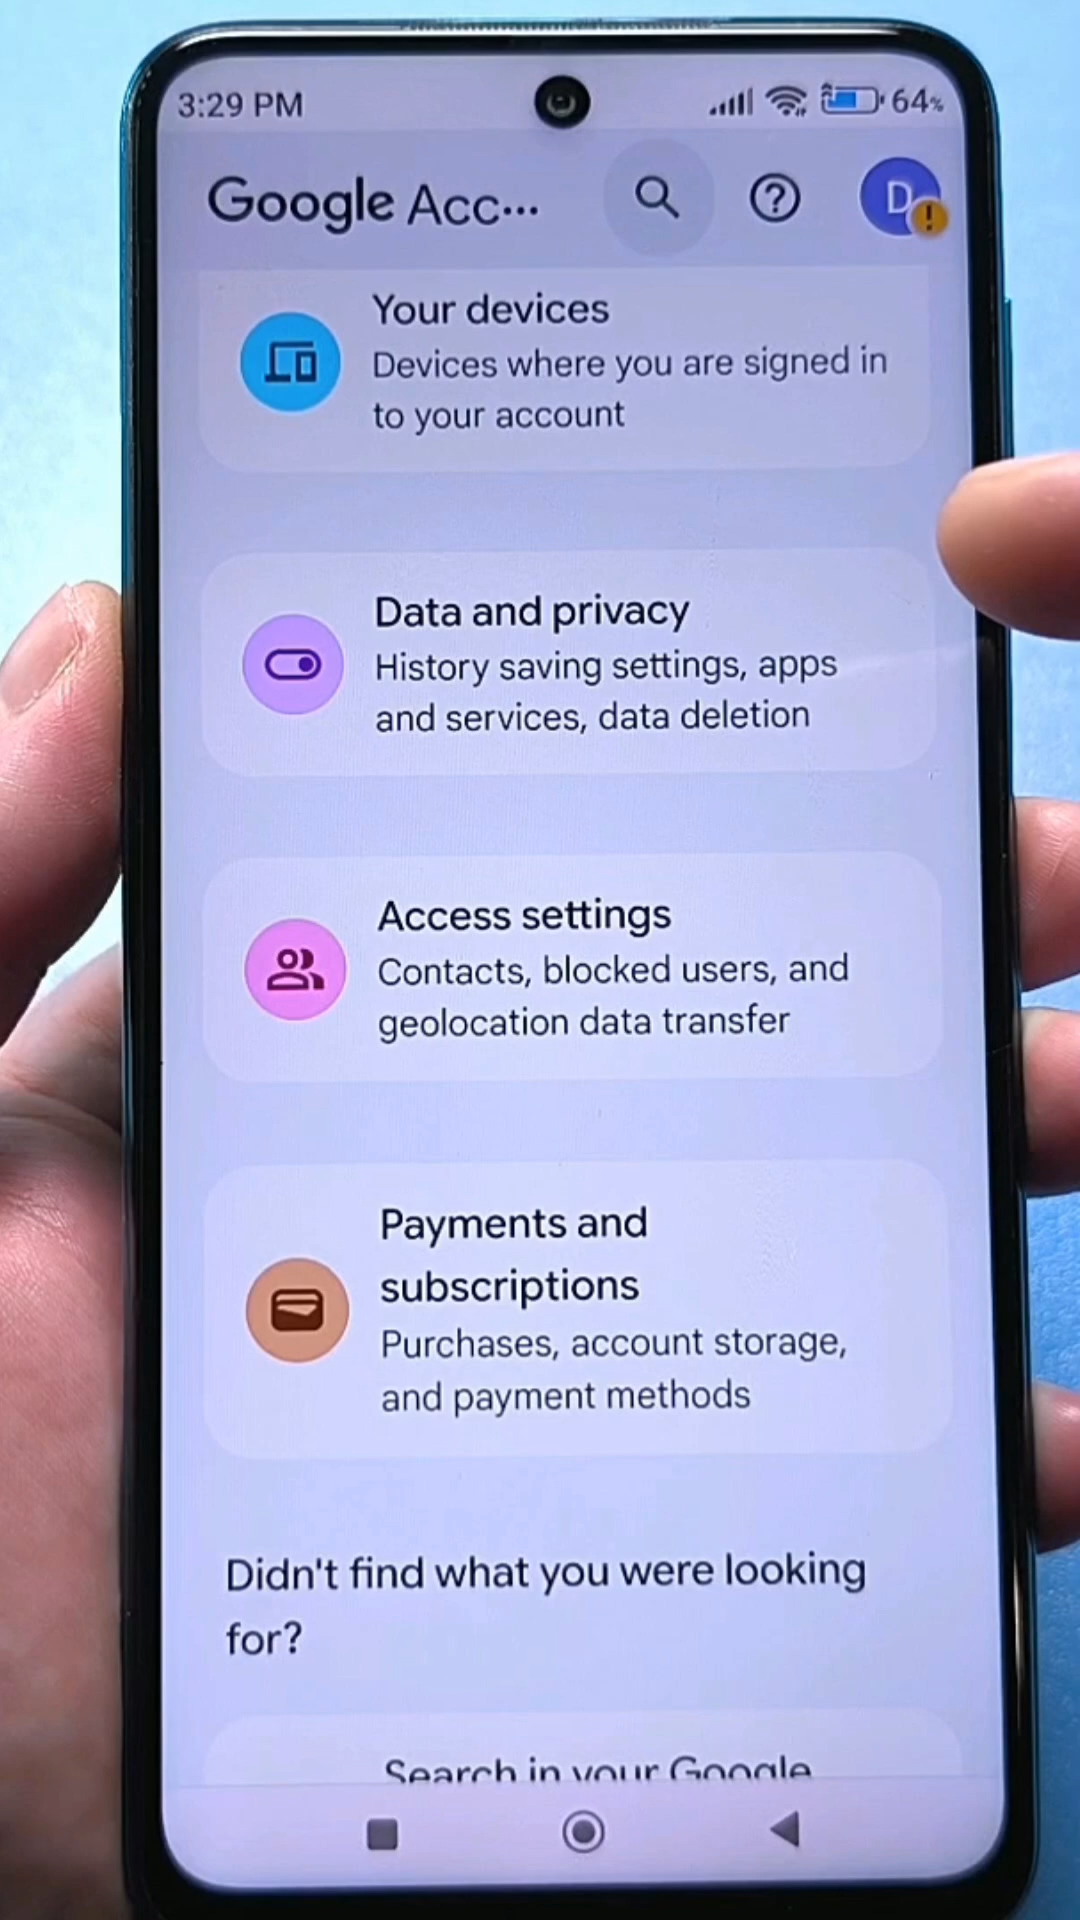 3:29 PM
64%
Google Acc...
D
Your devices
Devices where you are signed in
to your account
Data and privacy
History saving settings, apps
and services, data deletion
Access settings
Contacts, blocked users, and
geolocation data transfer
Payments and
subscriptions
Purchases, account storage,
and payment methods
Didn't find what you were looking
for?
Search in your Google